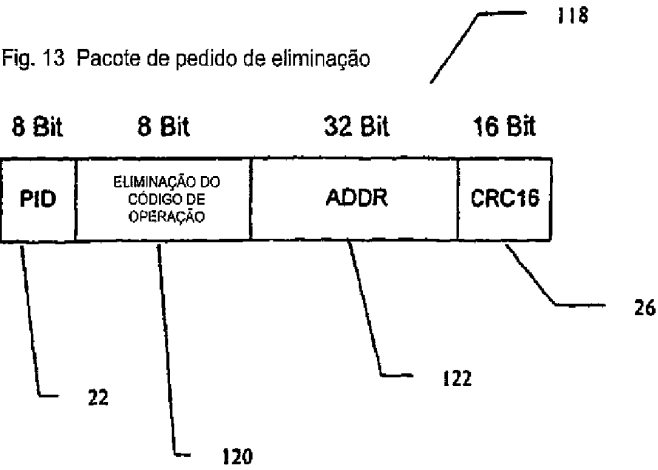 118
Fig. 13 Pacote de pedido de eliminação
8 Bit 8 Bit 32 Bit 16 Bit
PID ELIMINAÇÃO DO CÓDIGO DE OPERAÇÃO ADDR CRC16
26
122
22
120